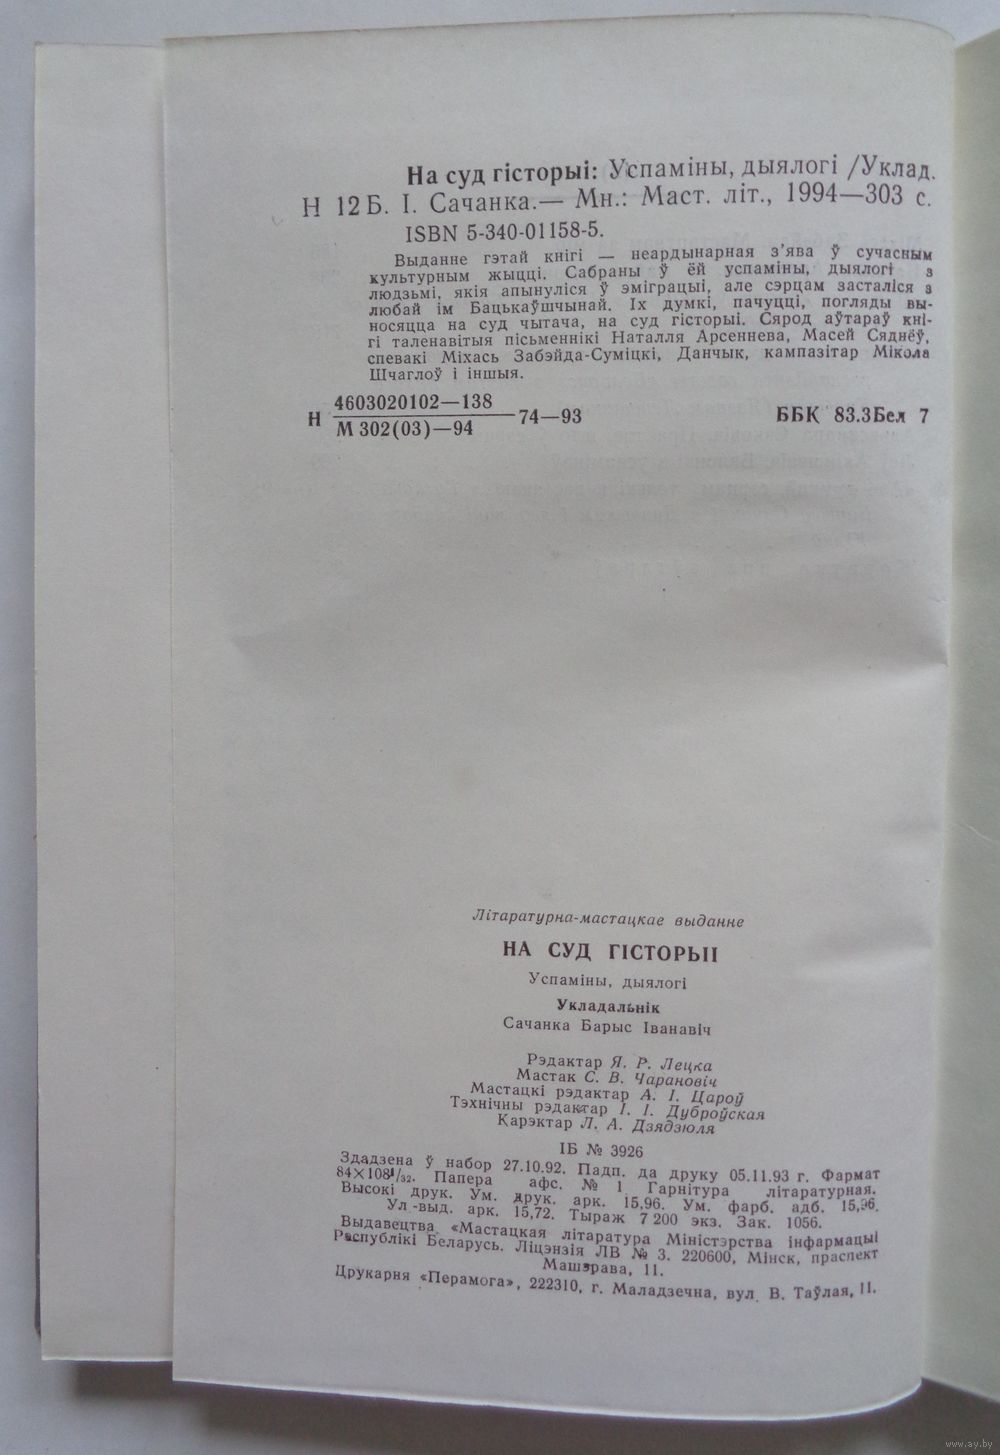 На суд гісторыі: Успаміны, дыялогі /Уклад.
Н 12 Б. І. Сачанка.— Мн.: Маст. літ., 1994—303 с.
ISBN 5-340-01158-5.
Выданне гэтай кнігі — неардынарная з’ява ў сучасным
культурным жыцці. Сабраны ў ёй успаміны, дыялогі з
людзьмі, якія апынуліся ў эміграцыі, але сэрцам засталіся з
любай ім Бацькаўшчынай. Іх думкі, пачуцці, погляды вы-
носяцца на суд чытача, на суд гісторыі. Сярод аўтараў кні-
гі таленавітыя пісьменнікі Наталля Арсеннева, Масей Сяднёў,
спевакі Міхась Забэйда-Суміцкі, Данчык, кампазітар Мікола
Шчаглоў і іншыя.
Н 4603020102—138
М 302(03)—94 74—93 ББК 83.3Бел 7
Літаратурна-мастацкае выданне
НА СУД ГІСТОРЫІ
Успаміны, дыялогі
Укладальнік
Сачанка Барыс Іванавіч
Рэдактар Я. Р. Лецка
Мастак С. В. Чарановіч
Мастацкі рэдактар А. І. Цароў
Тэхнічны рэдактар І. І. Дуброўская
Карэктар Л. А. Дзядзюля
ІБ № 3926
Здадзена ў набор 27.10.92. Падп. да друку 05.11.93 г. Фармат
84×108¹/₃₂. Папера афс. № 1 Гарнітура літаратурная.
Высокі друк. Ум. друк. арк. 15,96. Ум. фарб. адб. 15,96.
Ул -выд. арк. 15,72. Тыраж 7 200 экз. Зак. 1056.
Выдавецтва «Мастацкая літаратура Міністэрства інфармацыі
Рэспублікі Беларусь. Ліцэнзія ЛВ № 3. 220600, Мінск, праспект
Машэрава, 11.
Друкарня «Перамога», 222310, г. Маладзечна, вул. В. Таўлая, 11.
www.ay.by